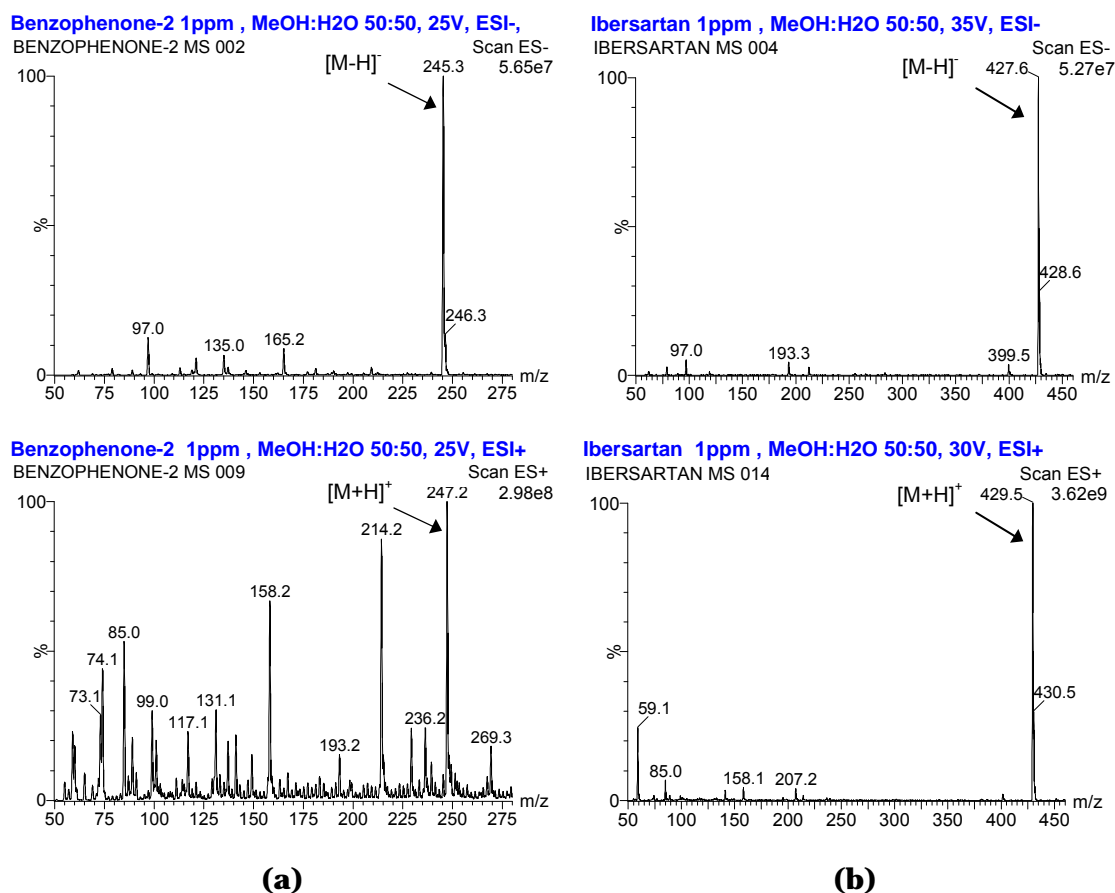 Benzophenone-2 1ppm , MeOH:H2O 50:50, 25V, ESI-,
BENZOPHENONE-2 MS 002
Scan ES-
5.65e7
[M-H]-
245.3
100
%
0
97.0
135.0
165.2
246.3
50 75 100 125 150 175 200 225 250 275
m/z
Ibersartan 1ppm , MeOH:H2O 50:50, 35V, ESI-
IBERSARTAN MS 004
Scan ES-
5.27e7
[M-H]-
427.6
100
%
0
428.6
97.0
193.3
399.5
50 100 150 200 250 300 350 400 450
m/z
Benzophenone-2 1ppm , MeOH:H2O 50:50, 25V, ESI+
BENZOPHENONE-2 MS 009
Scan ES+
2.98e8
[M+H]+
247.2
100
%
0
214.2
158.2
85.0
74.1
73.1
99.0
117.1
131.1
193.2
236.2
269.3
50 75 100 125 150 175 200 225 250 275
m/z
Ibersartan 1ppm , MeOH:H2O 50:50, 30V, ESI+
IBERSARTAN MS 014
Scan ES+
3.62e9
[M+H]+
429.5
100
%
0
430.5
59.1
85.0
158.1
207.2
50 100 150 200 250 300 350 400 450
m/z
(a)
(b)